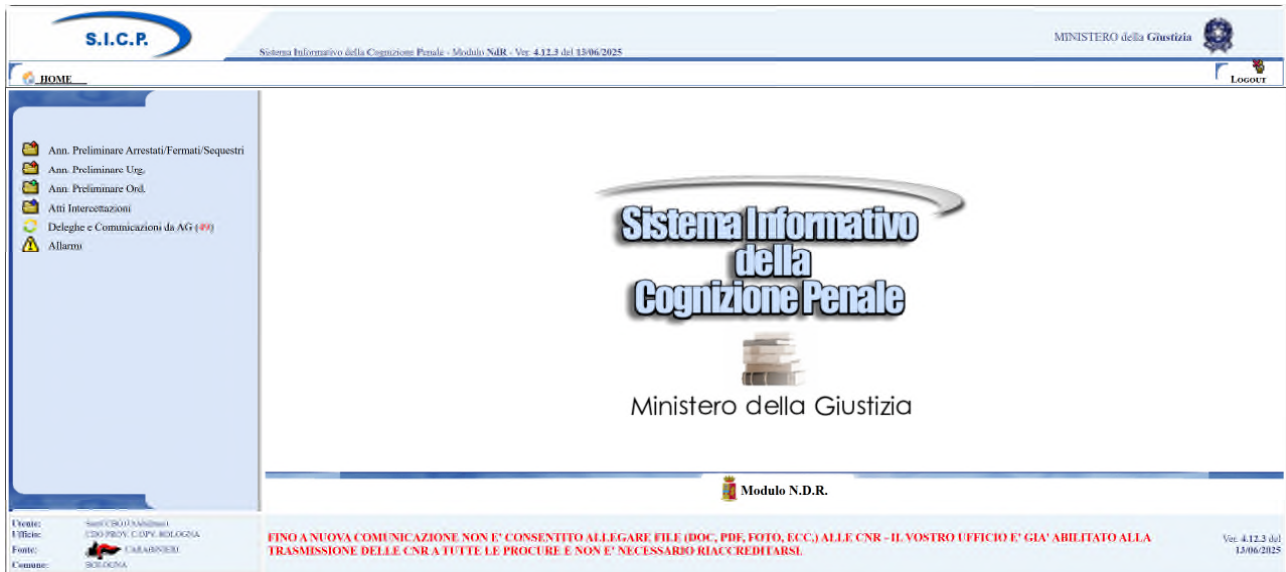 S.I.C.P.
Sistema Informativo della Cognizione Penale - Modulo NdR - Ver. 4.12.3 del 13/06/2025
MINISTERO della Giustizia
HOME
LOGOUT
Ann. Preliminare Arrestati/Fermati/Sequestri
Ann. Preliminare Urg.
Ann. Preliminare Ord.
Atti Intercettazioni
Deleghe e Comunicazioni da AG (49)
Allarmi
Sistema Informativo
della
Cognizione Penale
Ministero della Giustizia
Modulo N.D.R.
Utente:
Ufficio: CDO PROV. C.OPV. BOLOGNA
Fonte: CARABINIERI
Comune: BOLOGNA
FINO A NUOVA COMUNICAZIONE NON E' CONSENTITO ALLEGARE FILE (DOC, PDF, FOTO, ECC.) ALLE CNR - IL VOSTRO UFFICIO E' GIA' ABILITATO ALLA
TRASMISSIONE DELLE CNR A TUTTE LE PROCURE E NON E' NECESSARIO RIACCREDITARSI.
Ver. 4.12.3 del
13/06/2025